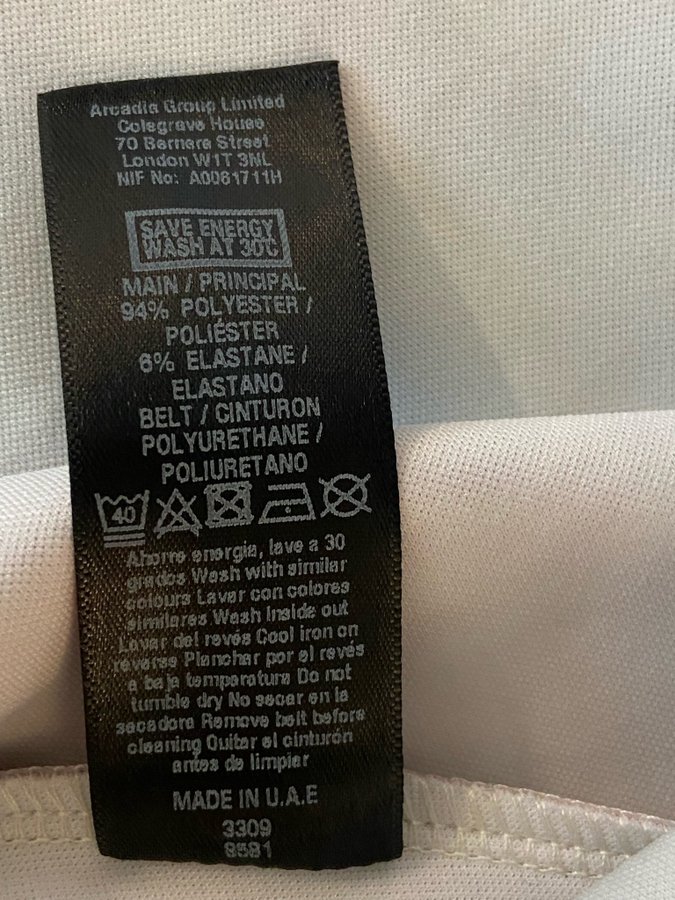 Arcadia Group Limited
Colegrave House
70 Berners Street
London W1T 3NL
NIF No: A0081711H
SAVE ENERGY
WASH AT 30C
MAIN / PRINCIPAL
94% POLYESTER /
POLIÉSTER
6% ELASTANE /
ELASTANO
BELT / CINTURON
POLYURETHANE /
POLIURETANO
40
Ahorre energia, lave a 30
grados Wash with similar
colours Lavar con colores
similares Wash Inside out
Lavar del revés Cool iron on
reverse Planchar por el revés
a baja temperatura Do not
tumble dry No secar en la
secadora Remove belt before
cleaning Quitar el cinturón
antes de limpiar
MADE IN U.A.E
3309
8581